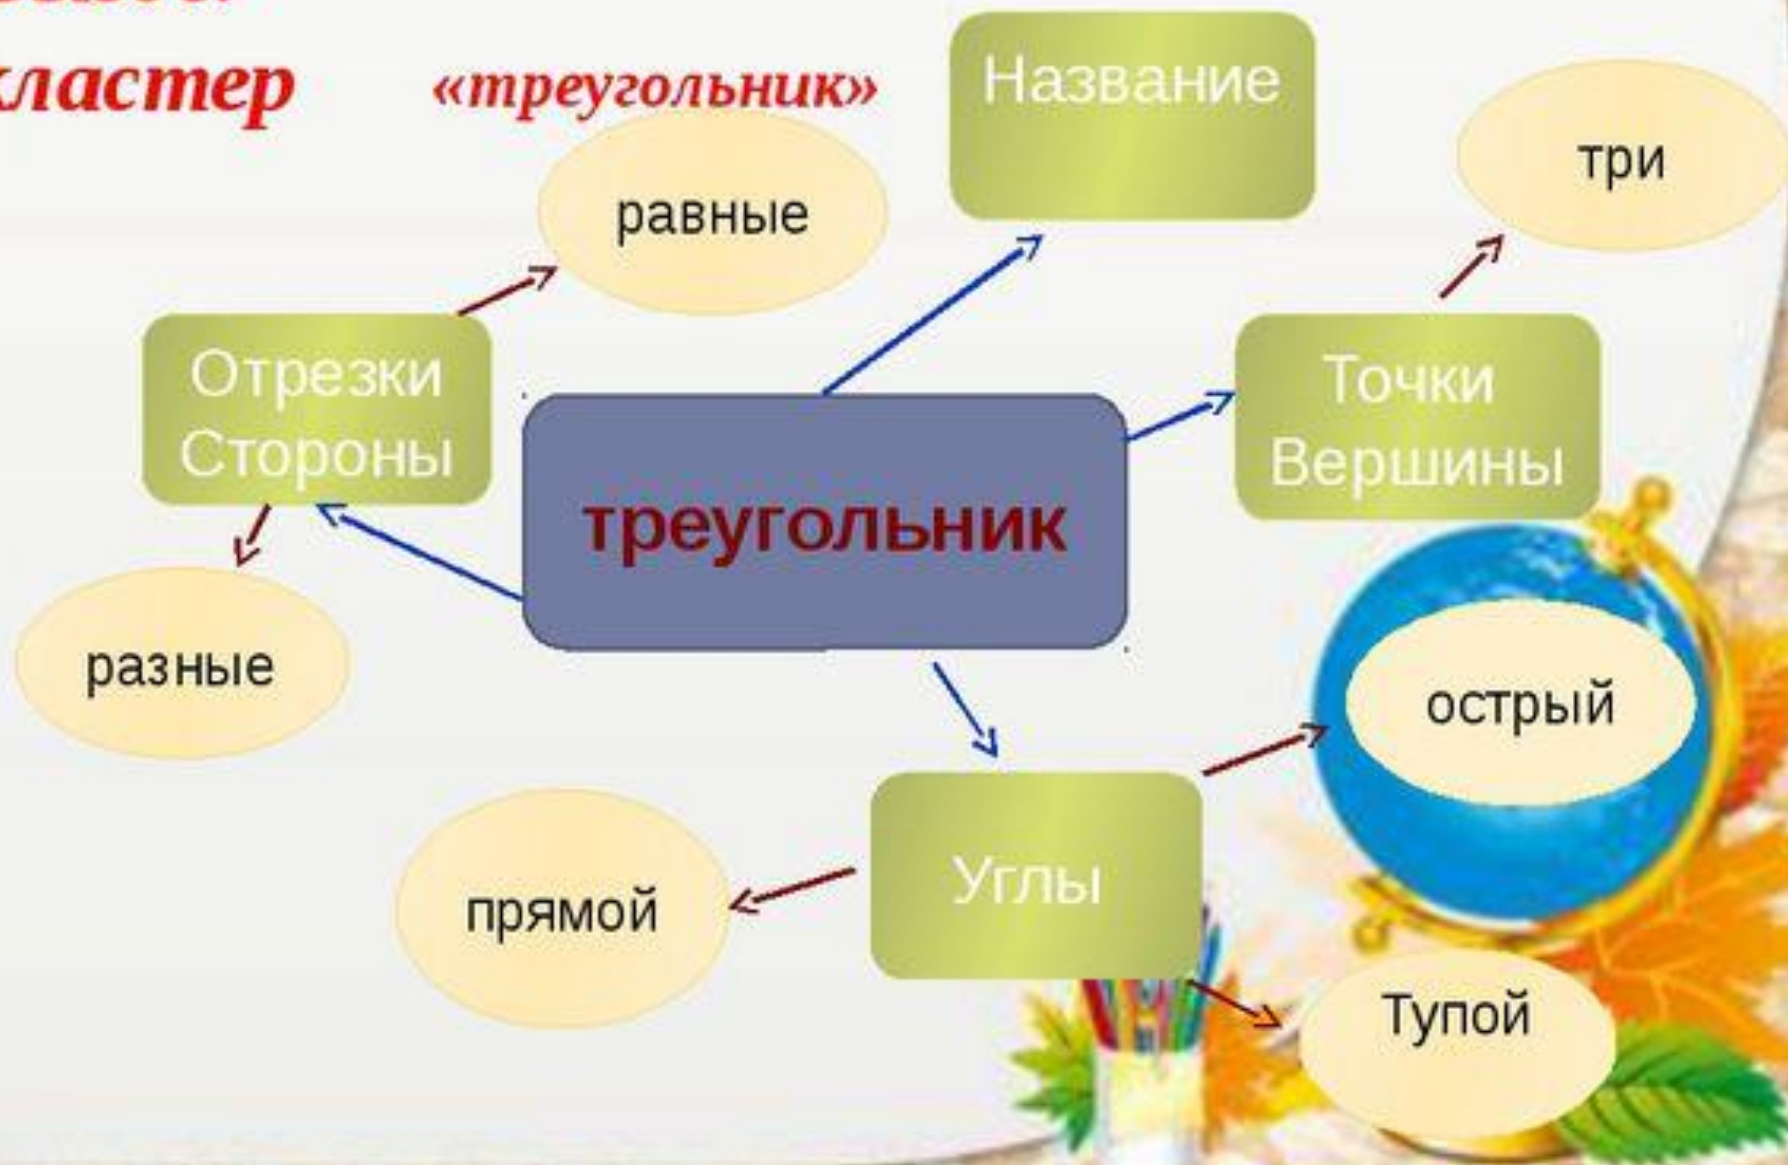 кластер «треугольник»
Название
три
равные
Отрезки
Стороны
Точки
Вершины
треугольник
разные
острый
Углы
прямой
Тупой